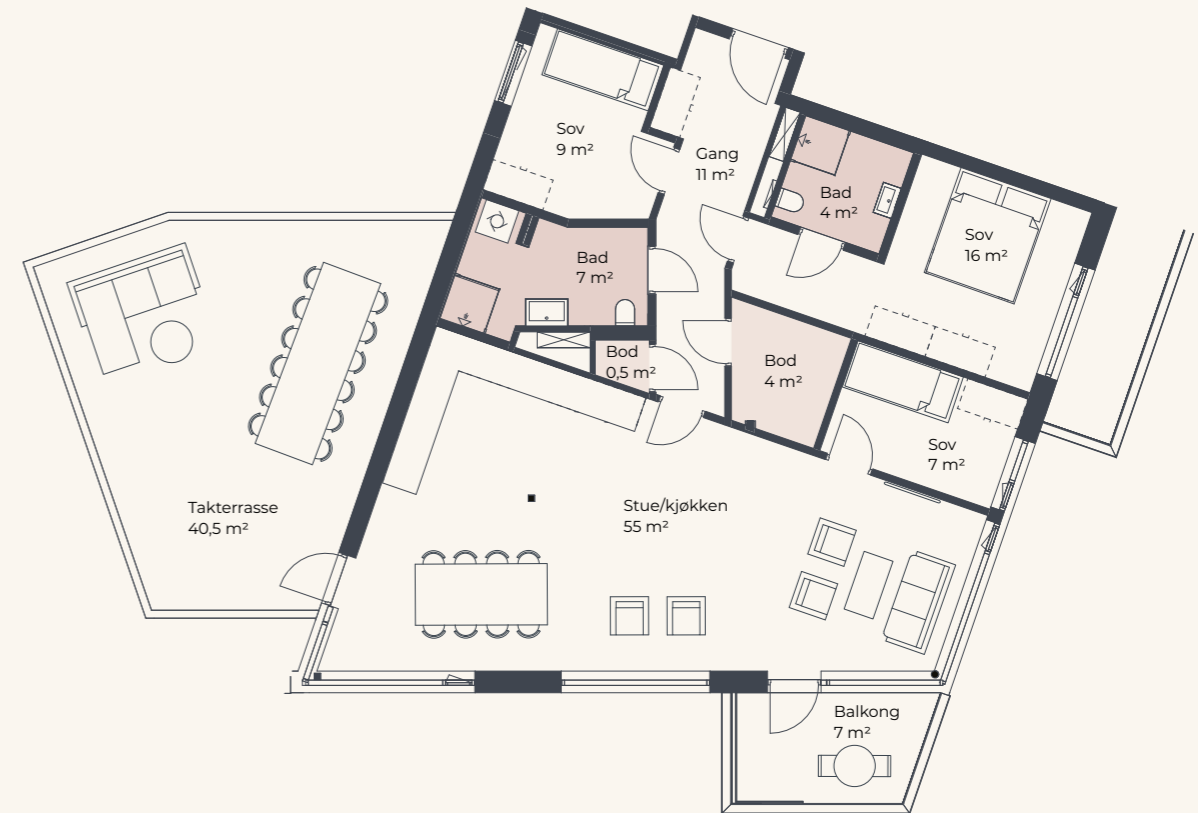 Sov
9 m²
Gang
11 m²
Bad
4 m²
Sov
16 m²
Bad
7 m²
Bod
0,5 m²
Bod
4 m²
Sov
7 m²
Takterrasse
40,5 m²
Stue/kjøkken
55 m²
Balkong
7 m²